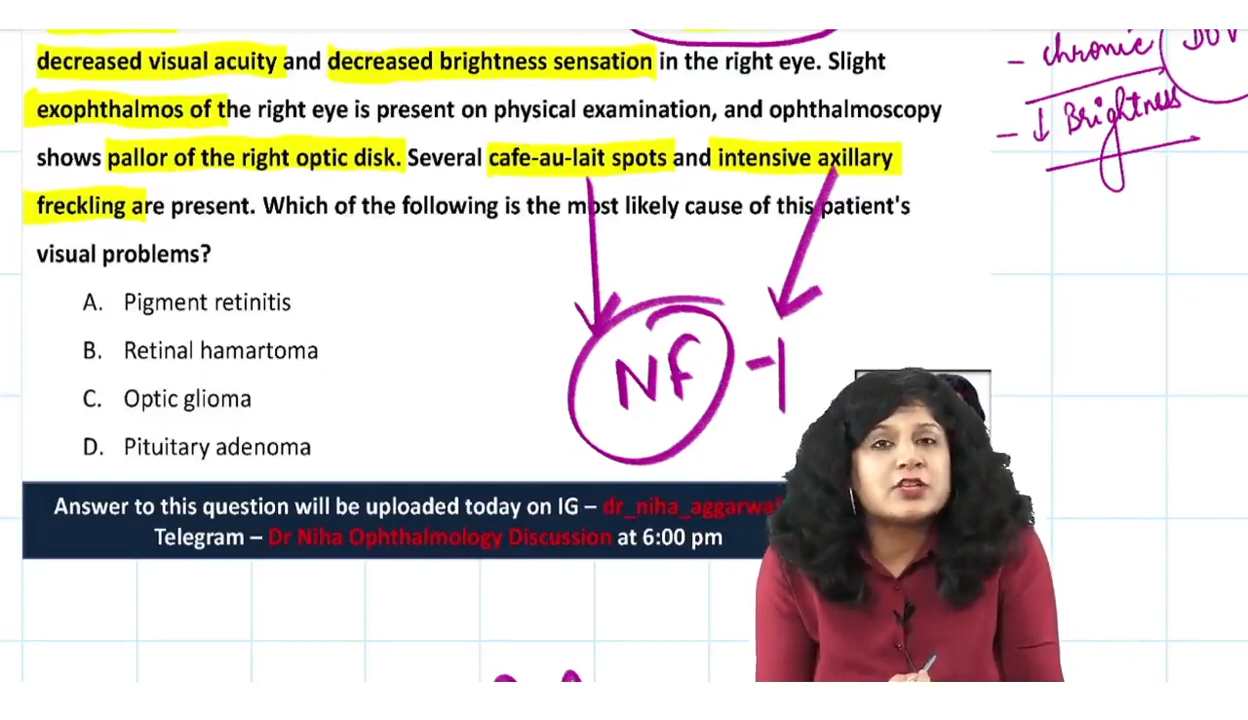 decreased visual acuity and decreased brightness sensation in the right eye. Slight
exophthalmos of the right eye is present on physical examination, and ophthalmoscopy
shows pallor of the right optic disk. Several cafe-au-lait spots and intensive axillary
freckling are present. Which of the following is the most likely cause of this patient's
visual problems?
A. Pigment retinitis
B. Retinal hamartoma
C. Optic glioma
D. Pituitary adenoma
- chronic
DOV
- ↓ Brightness
NF -1
Answer to this question will be uploaded today on IG – dr_niha_aggarwal
Telegram – Dr Niha Ophthalmology Discussion at 6:00 pm